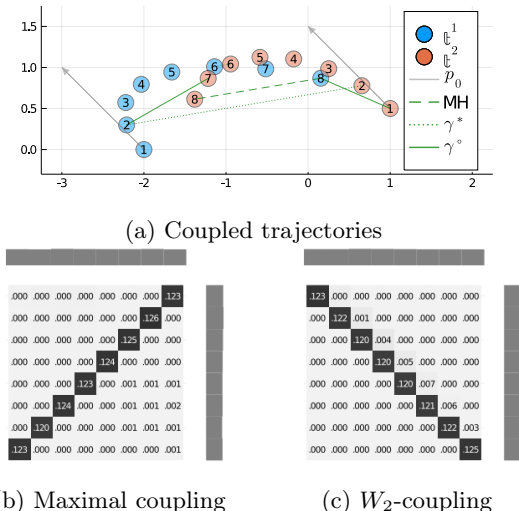 1.5
1.0
0.5
0.0
-3 -2 -1 0 1 2
1 2 3 4 5 6 7 8
1 2 3 4 5 6 7 8
𝕥¹
𝕥²
p₀
MH
γ*
γ°
(a) Coupled trajectories
.000 .000 .000 .000 .000 .000 .000 .123
.000 .000 .000 .000 .000 .000 .126 .000
.000 .000 .000 .000 .000 .125 .000 .000
.000 .000 .000 .000 .124 .000 .000 .000
.000 .000 .000 .123 .000 .001 .001 .001
.000 .000 .124 .000 .000 .001 .001 .002
.000 .120 .000 .000 .000 .001 .001 .001
.123 .000 .000 .000 .000 .000 .000 .001
b) Maximal coupling
.123 .000 .000 .000 .000 .000 .000 .000
.000 .122 .001 .000 .000 .000 .000 .000
.000 .000 .120 .004 .000 .000 .000 .000
.000 .000 .000 .120 .005 .000 .000 .000
.000 .000 .000 .000 .120 .007 .000 .000
.000 .000 .000 .000 .000 .121 .006 .000
.000 .000 .000 .000 .000 .000 .122 .003
.000 .000 .000 .000 .000 .000 .000 .125
(c) W₂-coupling